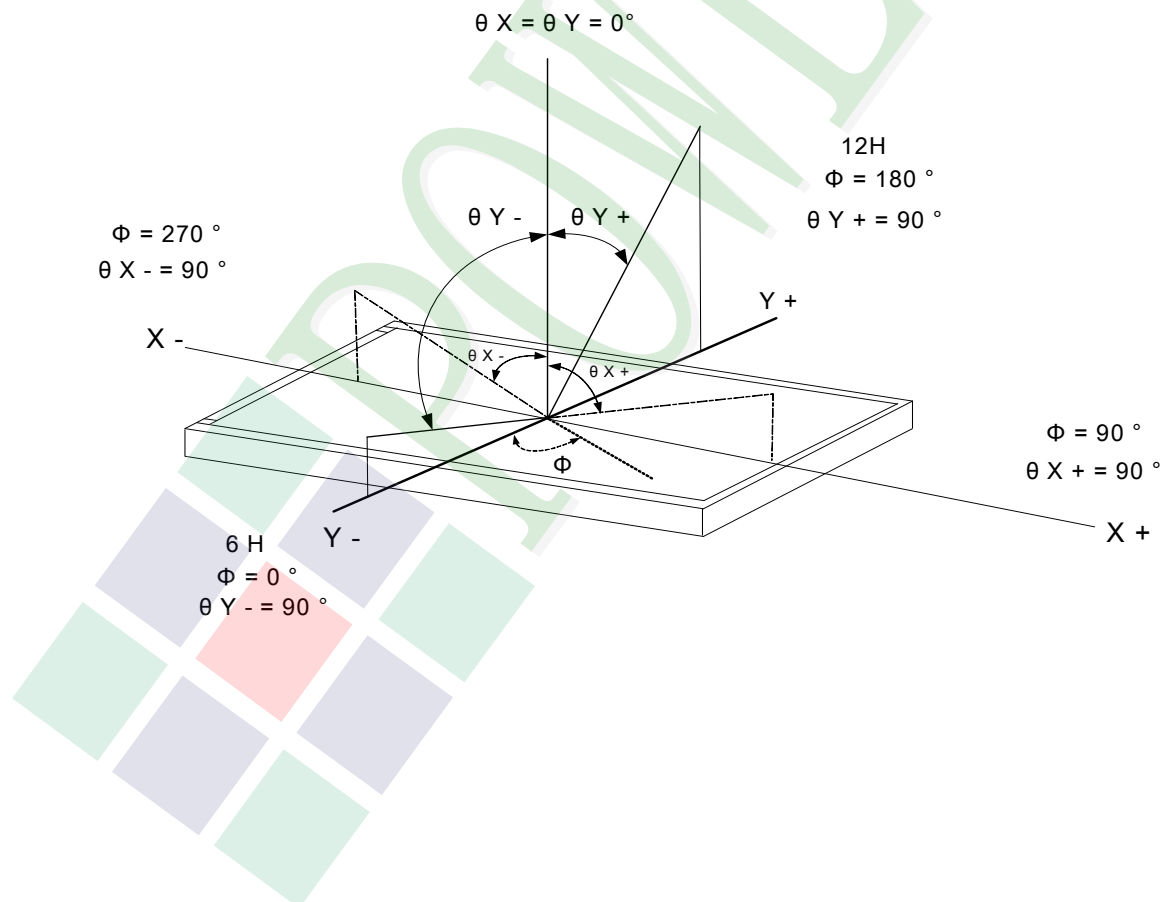 θ X = θ Y = 0°
12H
Φ = 180 °
θ Y + = 90 °
θ Y -
θ Y +
Φ = 270 °
θ X - = 90 °
Y +
X -
θ X -
θ X +
Φ = 90 °
θ X + = 90 °
Φ
X +
Y -
6 H
Φ = 0 °
θ Y - = 90 °